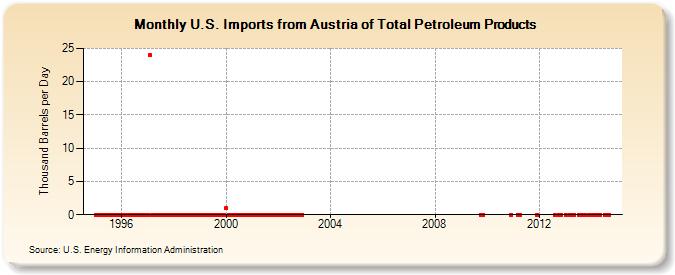 Monthly U.S. Imports from Austria of Total Petroleum Products
Thousand Barrels per Day
25
20
15
10
5
0
1996 2000 2004 2008 2012
Source: U.S. Energy Information Administration